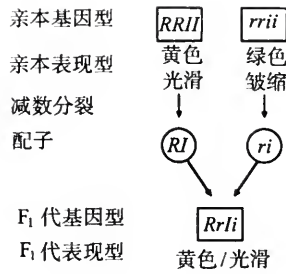 亲本基因型 RRII rrii
亲本表现型 黄色 绿色
光滑 皱缩
减数分裂
配子 RI ri
F₁ 代基因型 RrIi
F₁ 代表现型 黄色/光滑